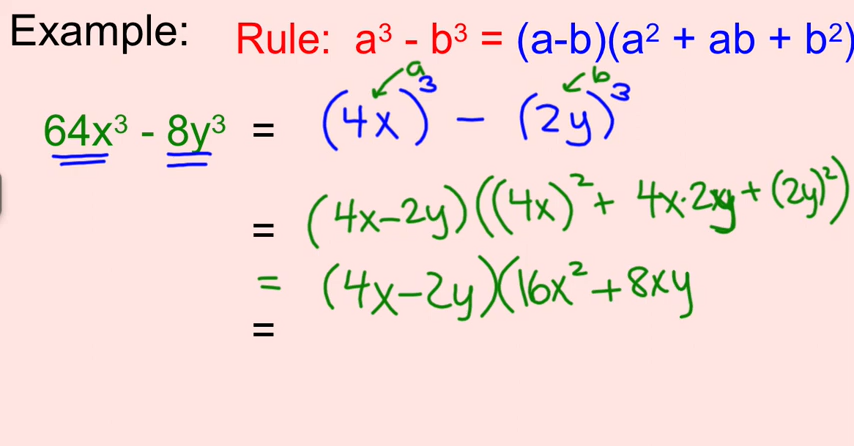 Example: Rule: a³ - b³ = (a-b)(a² + ab + b²)
a b
64x³ - 8y³ = (4x)³ - (2y)³
= (4x-2y)((4x)²+ 4x·2xy+(2y)²)
= (4x-2y)(16x²+8xy
=